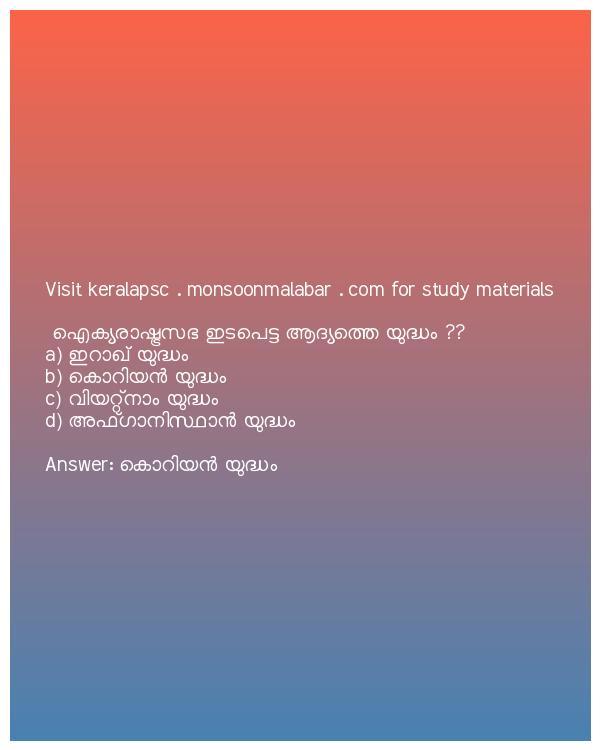 Visit keralapsc . monsoonmalabar . com for study materials
ഐക്യരാഷ്ട്രസഭ ഇടപെട്ട ആദ്യത്തെ യുദ്ധം ??
a) ഇറാഖ് യുദ്ധം
b) കൊറിയൻ യുദ്ധം
c) വിയറ്റ്നാം യുദ്ധം
d) അഫ്ഗാനിസ്ഥാൻ യുദ്ധം
Answer: കൊറിയൻ യുദ്ധം